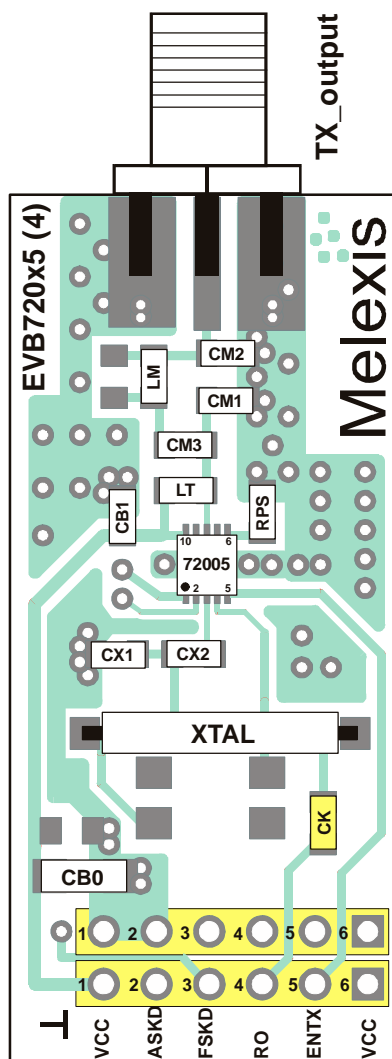 TX_output
EVB720x5 (4)
Melexis
CM2
LM
CM1
CM3
LT
CB1
RPS
10 6
72005
2 5
CX1 CX2
XTAL
CK
CB0
1 2 3 4 5 6
1 2 3 4 5 6
VCC ASKD FSKD RO ENTX VCC